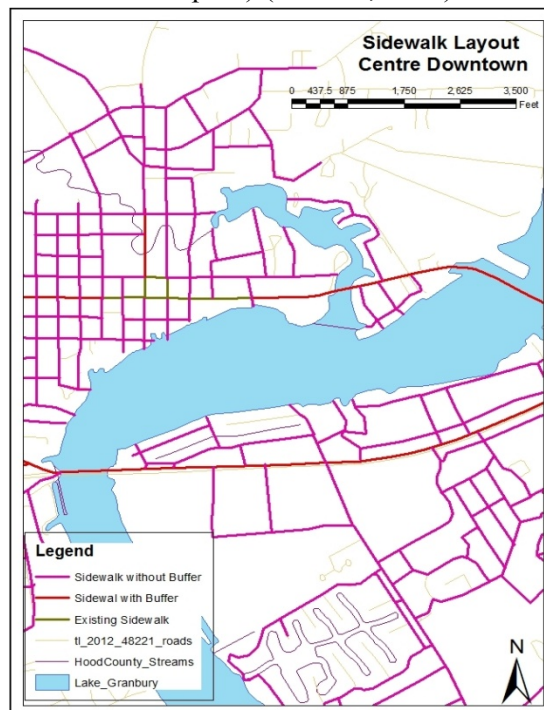 Sidewalk Layout
Centre Downtown
0 437.5 875 1,750 2,625 3,500
Feet
Legend
Sidewalk without Buffer
Sidewal with Buffer
Existing Sidewalk
tl_2012_48221_roads
HoodCounty_Streams
Lake_Granbury
N